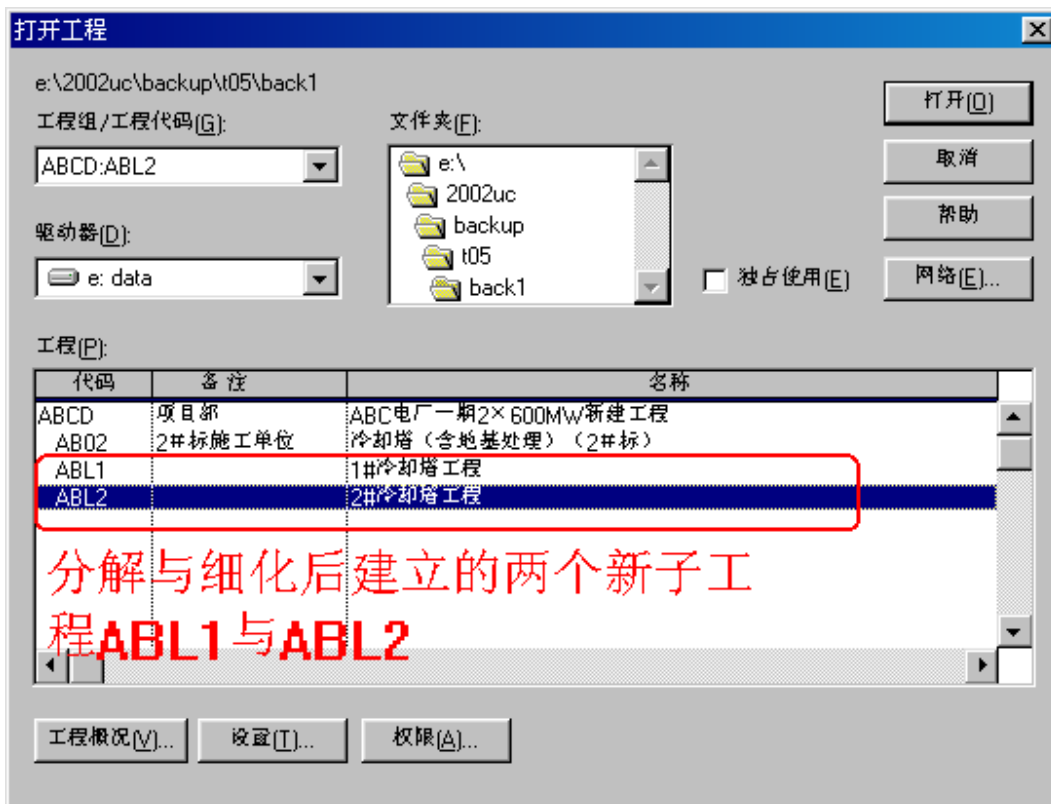 打开工程
e:\2002uc\backup\t05\back1
打开(O)
工程组/工程代码(G):
文件夹(F):
ABCD:ABL2
e:\
取消
2002uc
backup
帮助
驱动器(D):
t05
e: data
back1
独占使用(E)
网络(E)...
工程(P):
代码 备注 名称
ABCD 项目部 ABC电厂一期2×600MW新建工程
AB02 2#标施工单位 冷却塔（含地基处理）（2#标）
ABL1 1#冷却塔工程
ABL2 2#冷却塔工程
分解与细化后建立的两个新子工
程ABL1与ABL2
工程概况(V)... 设置(T)... 权限(A)...